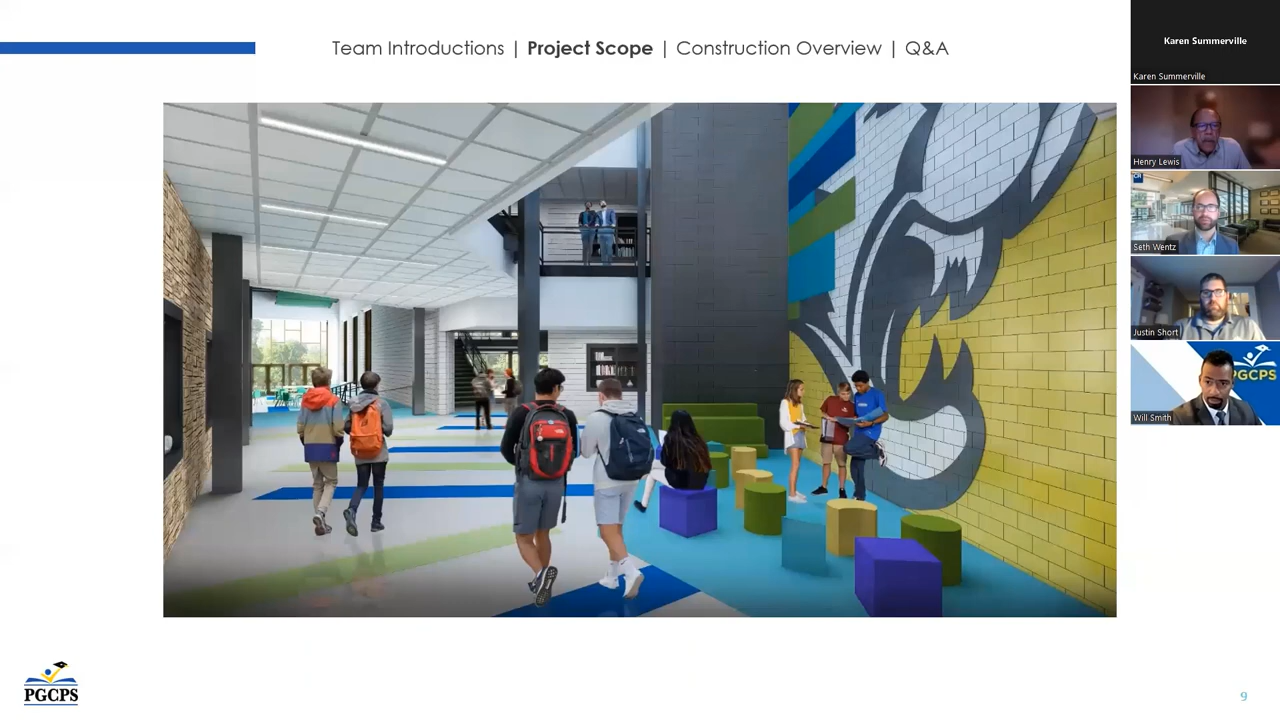 Team Introductions | Project Scope | Construction Overview | Q&A
Karen Summerville
Karen Summerville
Henry Lewis
Seth Wentz
Justin Short
PGCPS
Will Smith
PGCPS
9